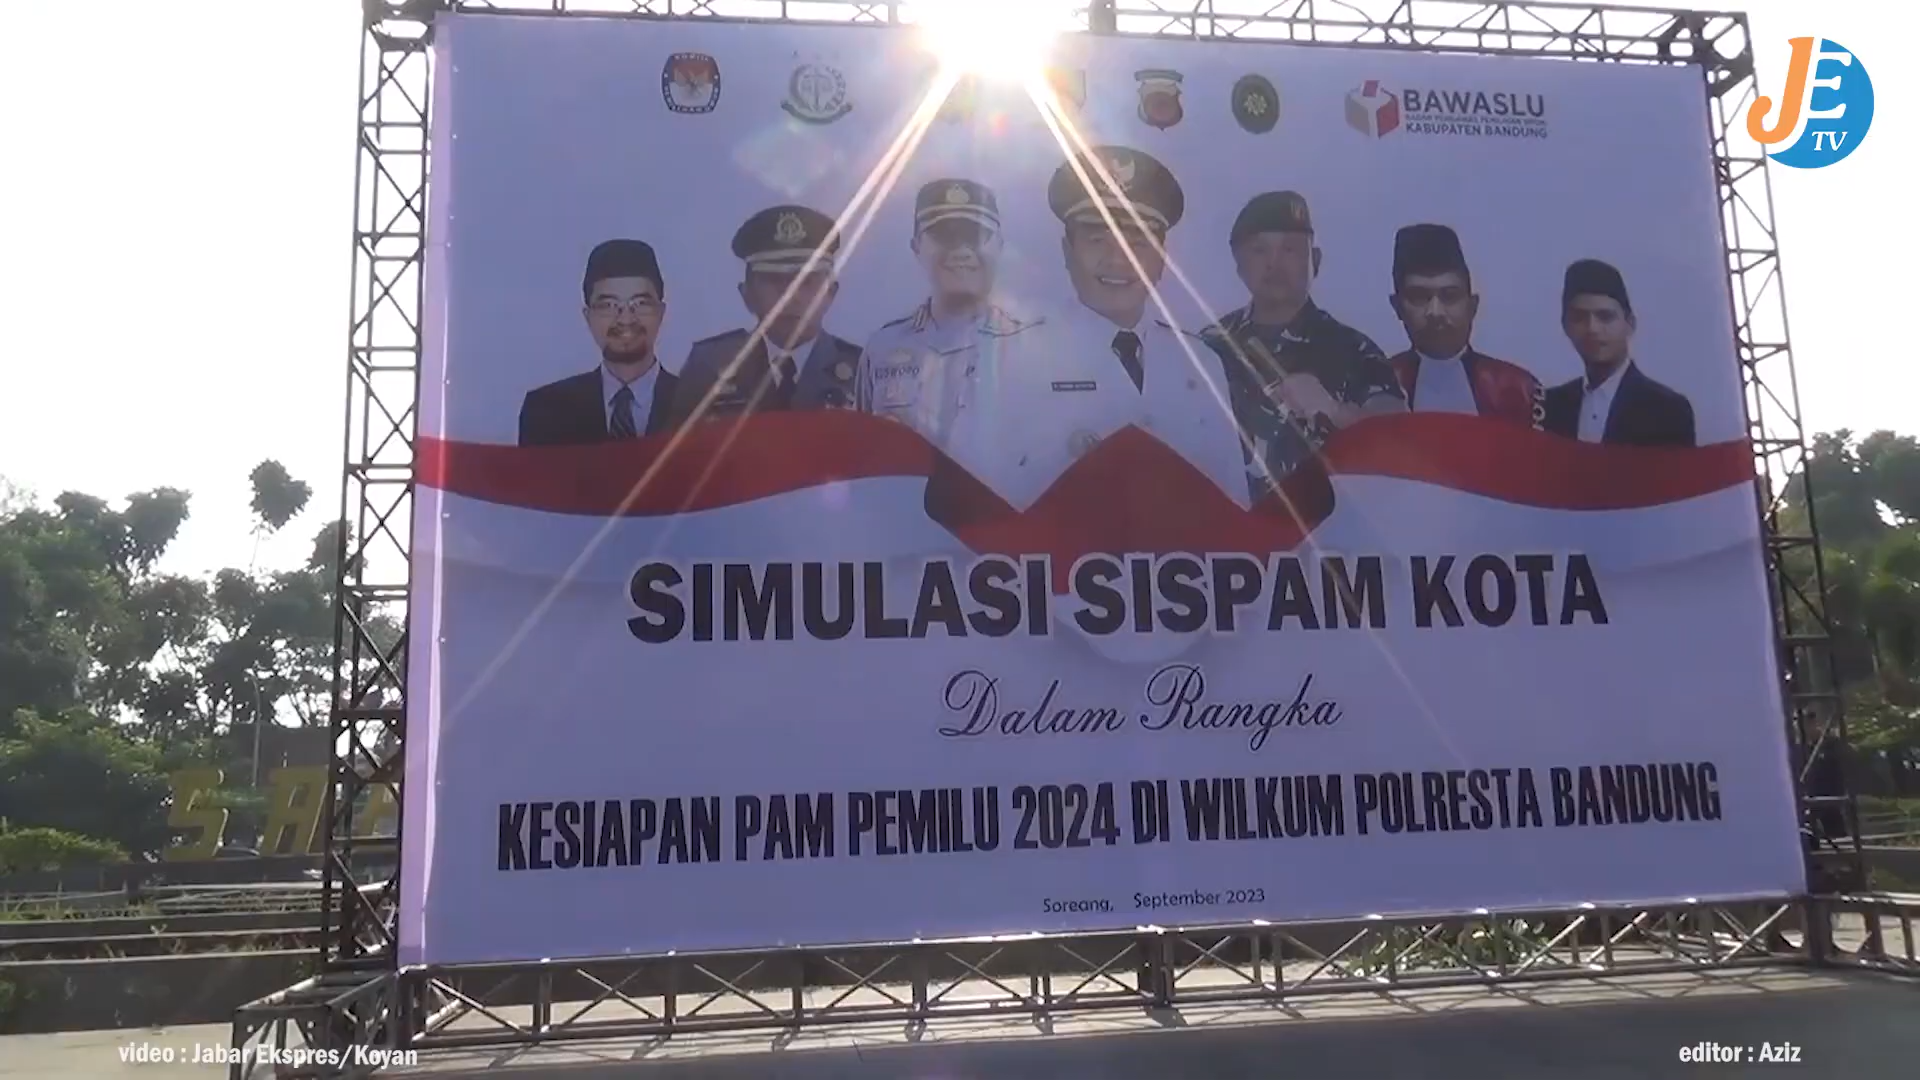 JE
TV
BAWASLU
KABUPATEN BANDUNG
SIMULASI SISPAM KOTA
Dalam Rangka
KESIAPAN PAM PEMILU 2024 DI WILKUM POLRESTA BANDUNG
Soreang, September 2023
video : Jabar Ekspres/Koyan
editor : Aziz